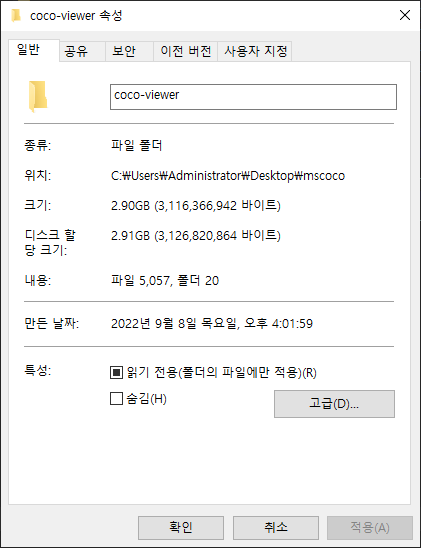 coco-viewer 속성
일반 공유 보안 이전 버전 사용자 지정
coco-viewer
종류: 파일 폴더
위치: C:₩Users₩Administrator₩Desktop₩mscoco
크기: 2.90GB (3,116,366,942 바이트)
디스크 할
당 크기: 2.91GB (3,126,820,864 바이트)
내용: 파일 5,057, 폴더 20
만든 날짜: 2022년 9월 8일 목요일, 오후 4:01:59
특성: 읽기 전용(폴더의 파일에만 적용)(R)
숨김(H)
고급(D)...
확인 취소 적용(A)